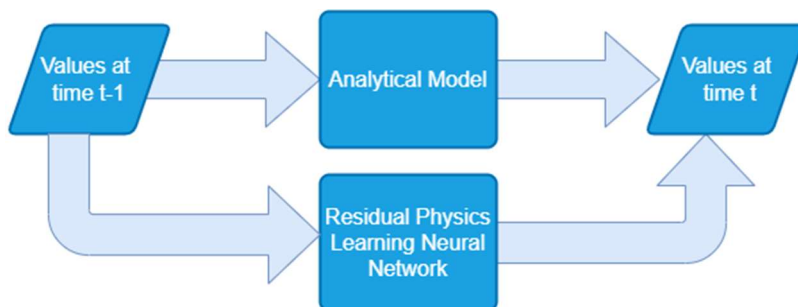 Values at
time t-1
Analytical Model
Values at
time t
Residual Physics
Learning Neural
Network